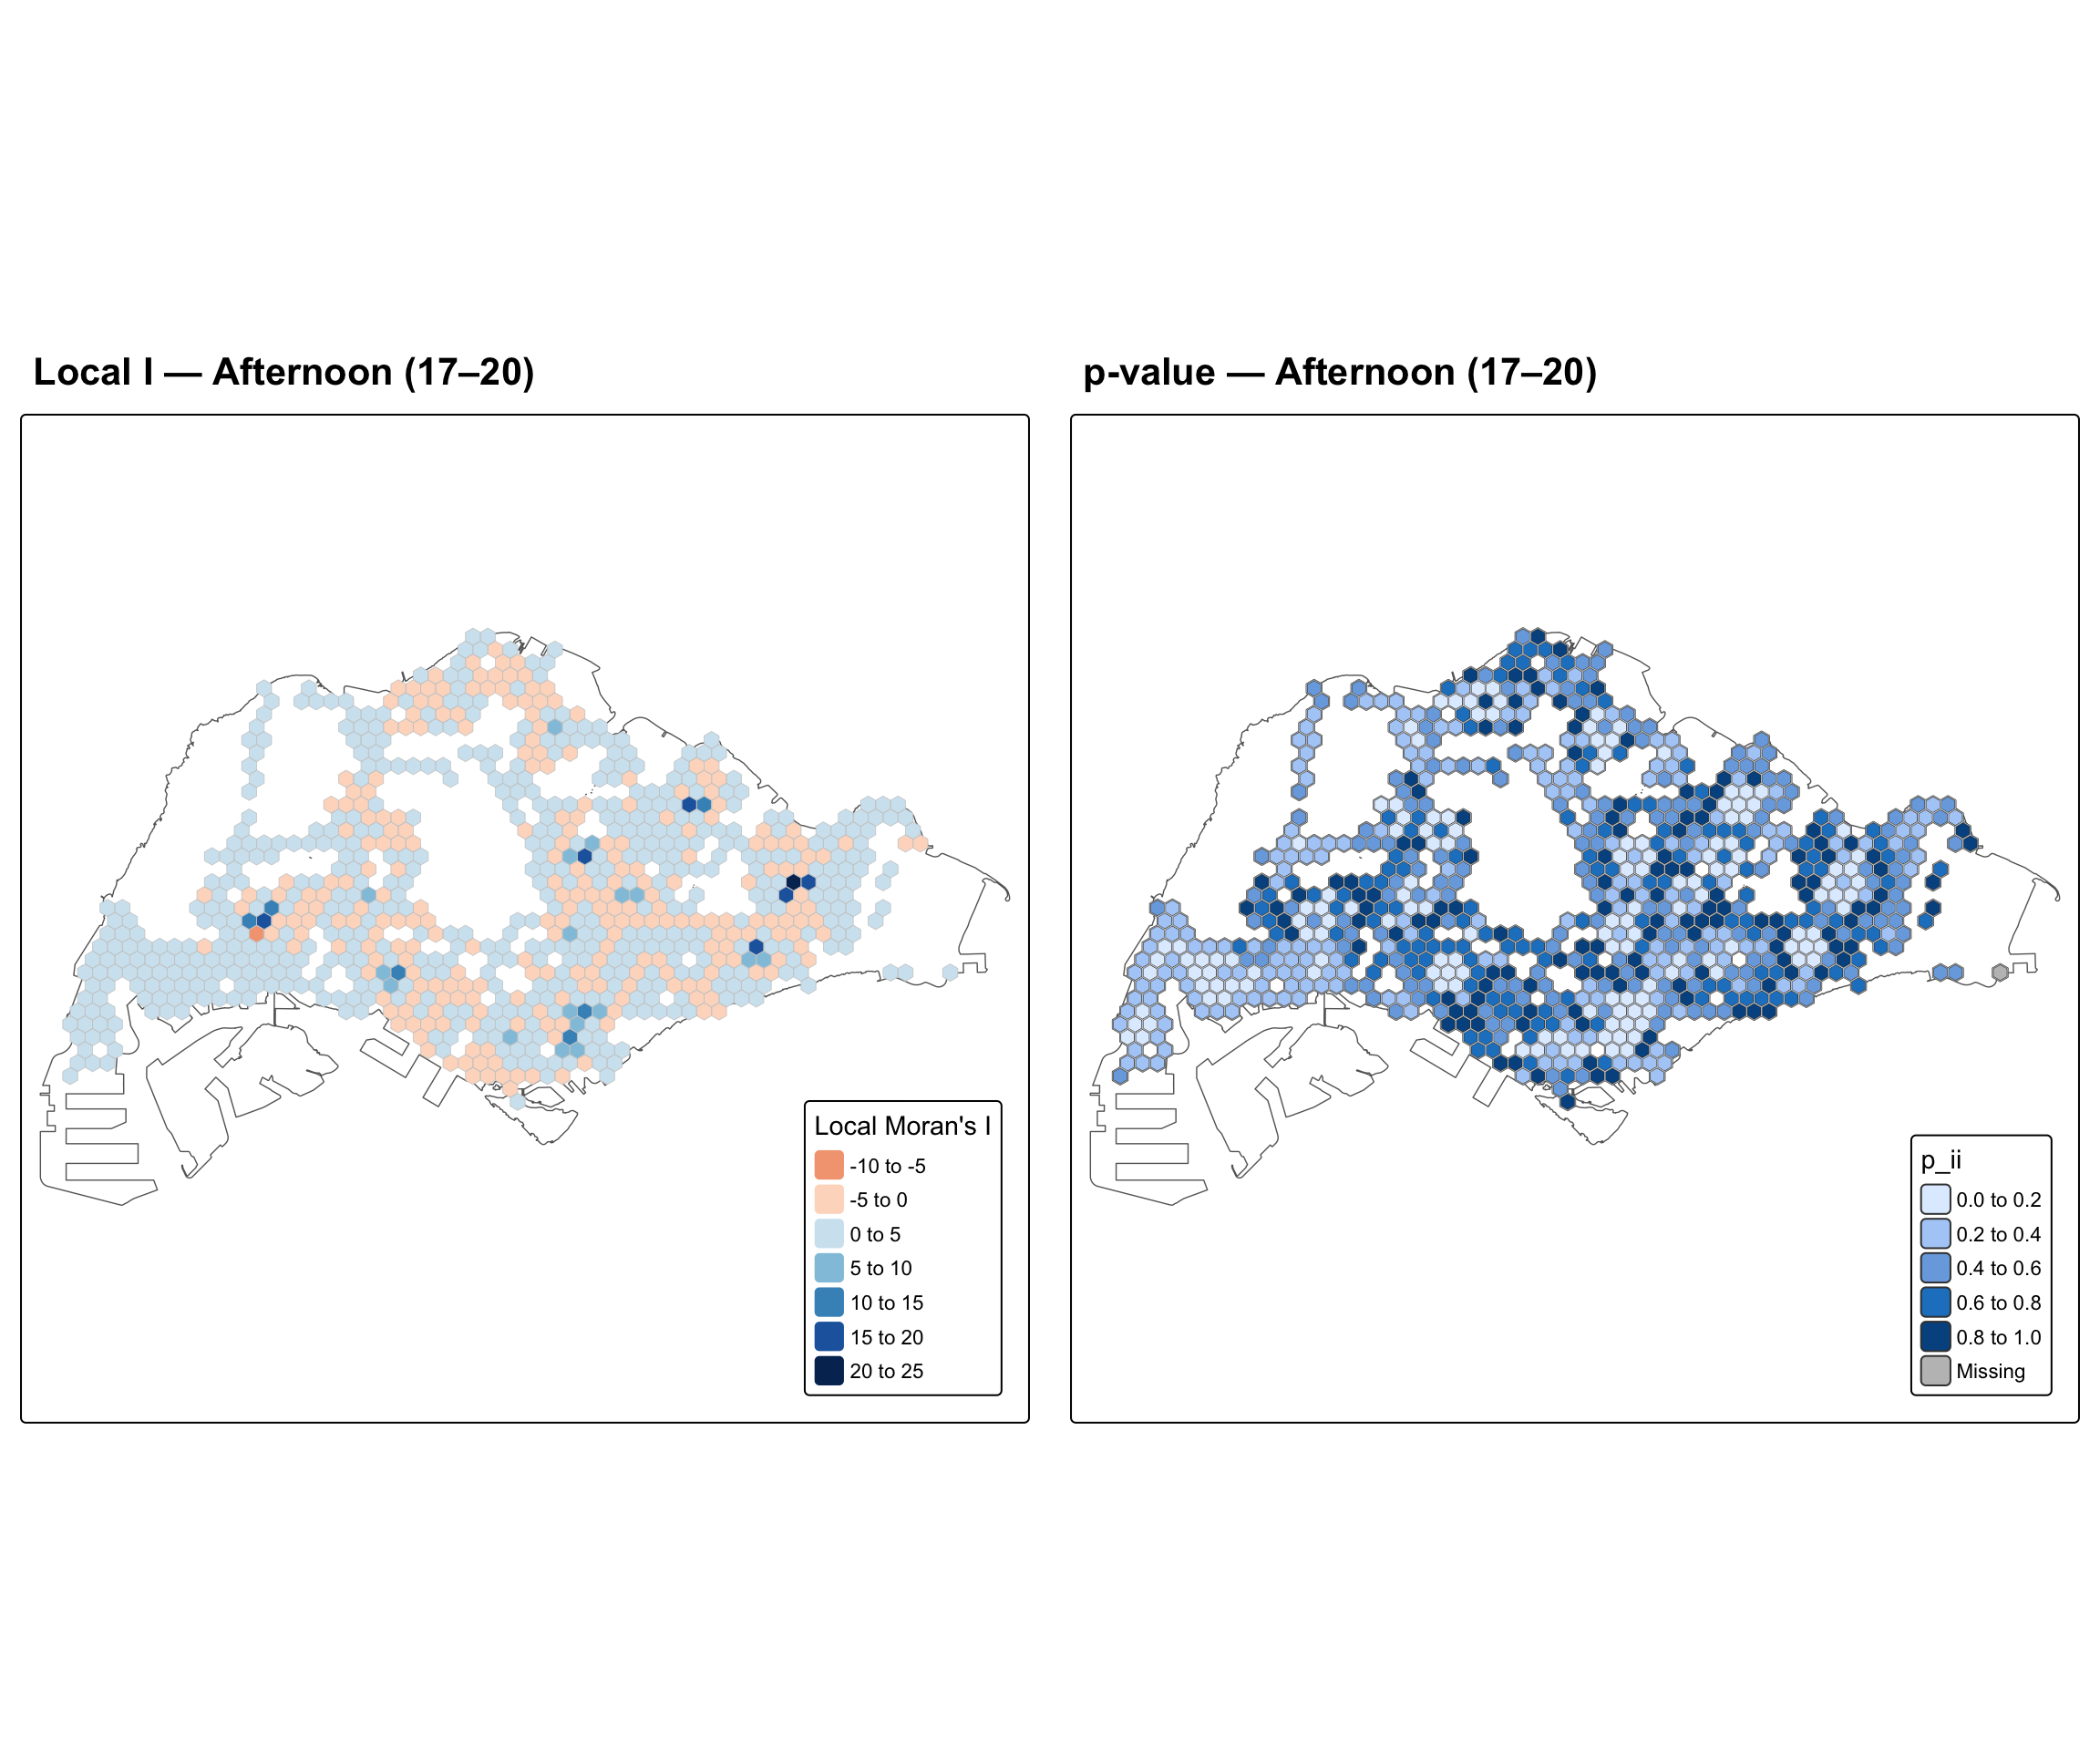 Local I — Afternoon (17–20)
p-value — Afternoon (17–20)
Local Moran's I
-10 to -5
-5 to 0
0 to 5
5 to 10
10 to 15
15 to 20
20 to 25
p_ii
0.0 to 0.2
0.2 to 0.4
0.4 to 0.6
0.6 to 0.8
0.8 to 1.0
Missing